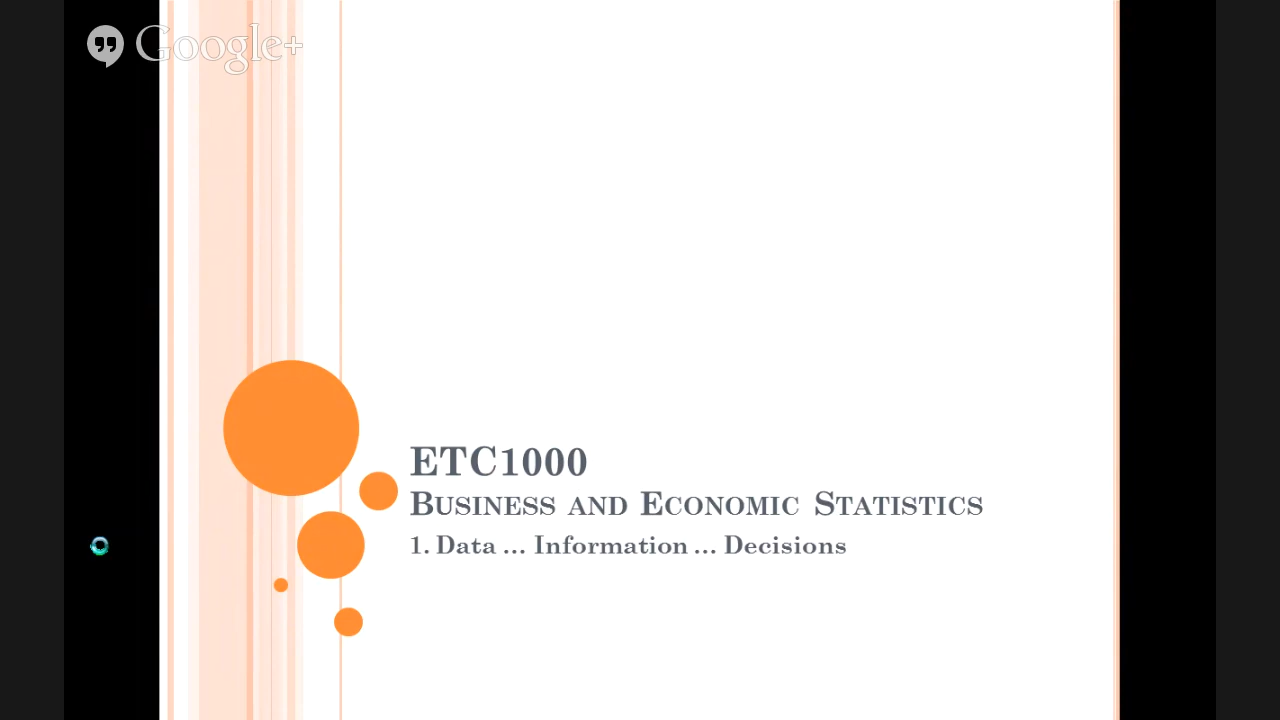 Google+
ETC1000
BUSINESS AND ECONOMIC STATISTICS
1. Data ... Information ... Decisions